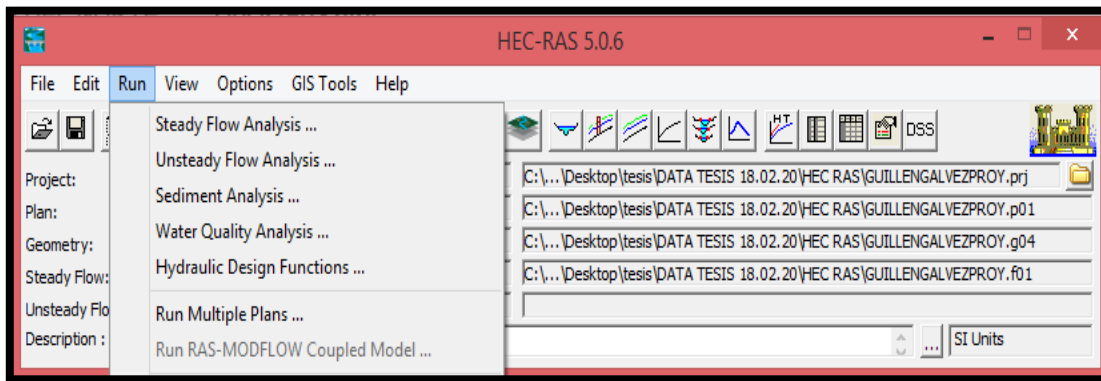 HEC-RAS 5.0.6
File Edit Run View Options GIS Tools Help
Steady Flow Analysis ...
Unsteady Flow Analysis ...
Sediment Analysis ...
Water Quality Analysis ...
Hydraulic Design Functions ...
Run Multiple Plans ...
Run RAS-MODFLOW Coupled Model ...
HT DSS
Project: C:\...\Desktop\tesis\DATA TESIS 18.02.20\HEC RAS\GUILLENGALVEZPROY.prj
Plan: C:\...\Desktop\tesis\DATA TESIS 18.02.20\HEC RAS\GUILLENGALVEZPROY.p01
Geometry: C:\...\Desktop\tesis\DATA TESIS 18.02.20\HEC RAS\GUILLENGALVEZPROY.g04
Steady Flow: C:\...\Desktop\tesis\DATA TESIS 18.02.20\HEC RAS\GUILLENGALVEZPROY.f01
Unsteady Flo
Description : ... SI Units